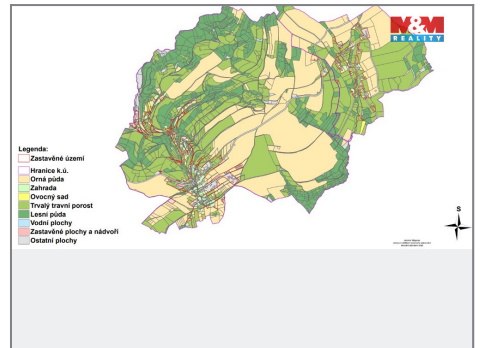 M&M
REALITY
Legenda:
Zastavěné území
Hranice k.ú.
Orná půda
Zahrada
Ovocný sad
Trvalý travní porost
Lesní půda
Vodní plochy
Zastavěné plochy a nádvoří
Ostatní plochy
S